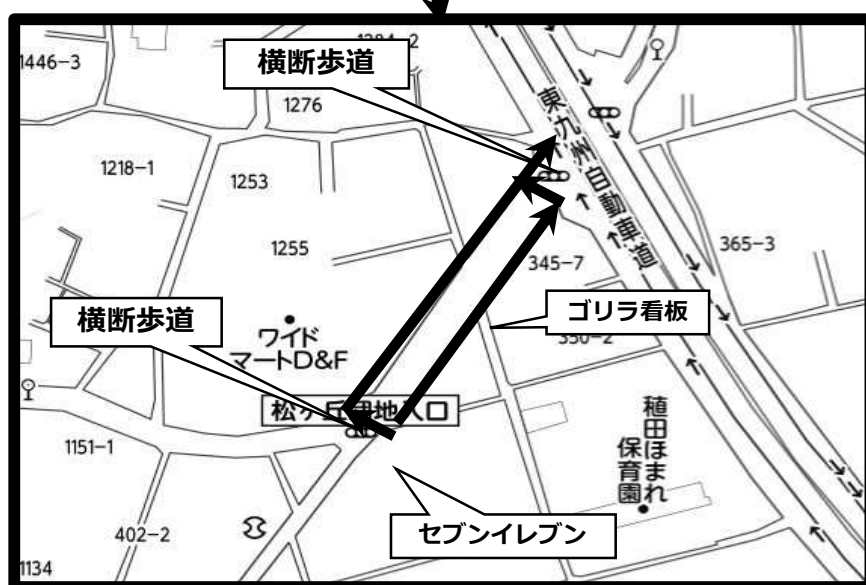 1446-3
横断歩道
1276
東九州自動車道
1218-1
1253
1255
365-3
345-7
横断歩道
ゴリラ看板
ワイド
マートD&F
350-2
松ヶ丘団地入口
稙田ほまれ
保育園
1151-1
セブンイレブン
402-2
1134